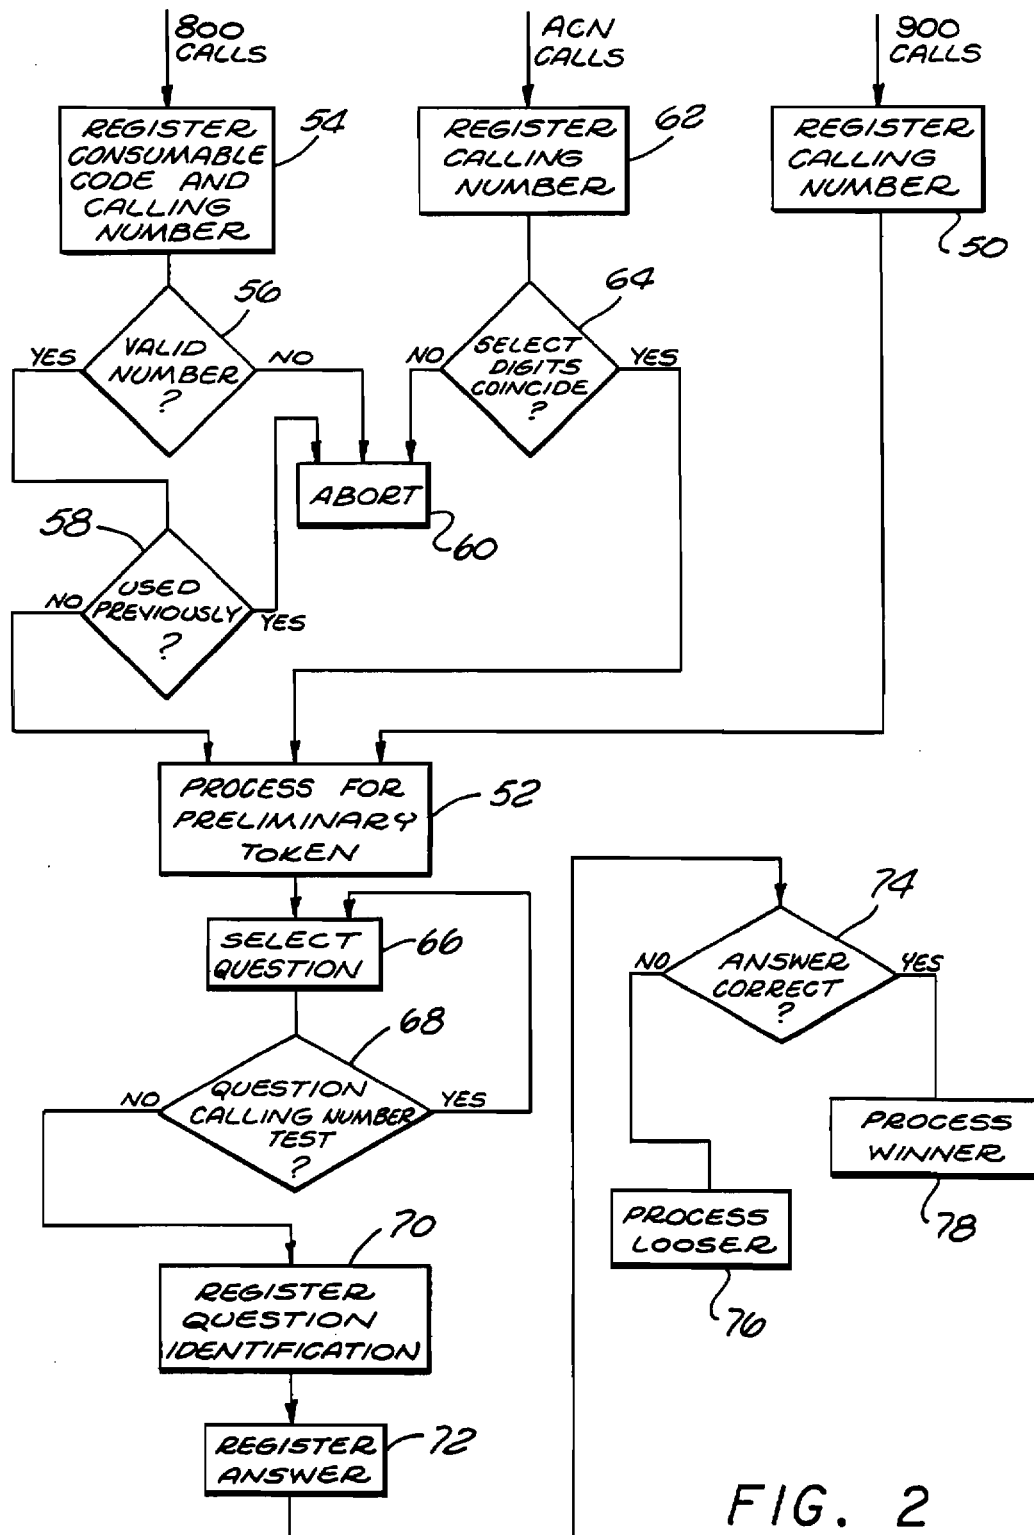 800
CALLS
ACN
CALLS
900
CALLS
REGISTER
CONSUMABLE
CODE AND
CALLING
NUMBER
54
REGISTER
CALLING
NUMBER
62
REGISTER
CALLING
NUMBER
50
VALID
NUMBER
?
56
YES
NO
SELECT
DIGITS
COINCIDE
?
64
NO
YES
ABORT
60
58
USED
PREVIOUSLY
?
NO
YES
PROCESS FOR
PRELIMINARY
TOKEN
52
SELECT
QUESTION
66
QUESTION
CALLING NUMBER
TEST
?
68
NO
YES
REGISTER
QUESTION
IDENTIFICATION
70
REGISTER
ANSWER
72
ANSWER
CORRECT
?
74
NO
YES
PROCESS
WINNER
78
PROCESS
LOOSER
76
FIG. 2